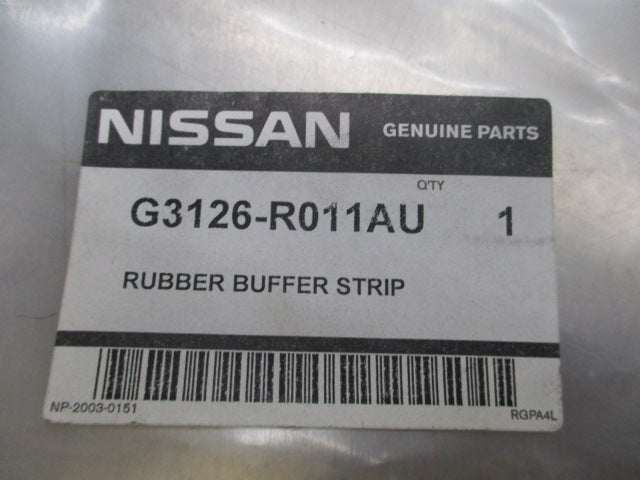 NISSAN GENUINE PARTS
Q'TY
G3126-R011AU 1
RUBBER BUFFER STRIP
NP-2003-0151 RGPA4L